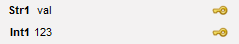 Str1 val
Int1 123